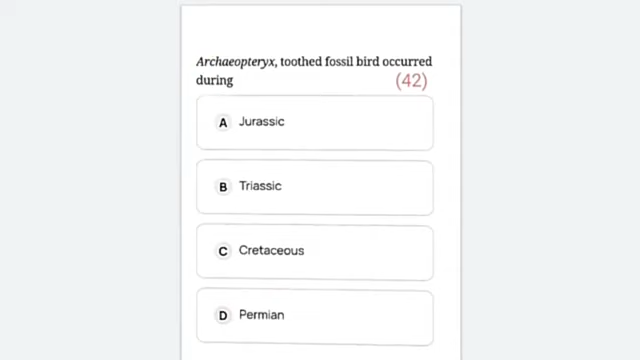 Archaeopteryx, toothed fossil bird occurred
during (42)
A Jurassic
B Triassic
C Cretaceous
D Permian